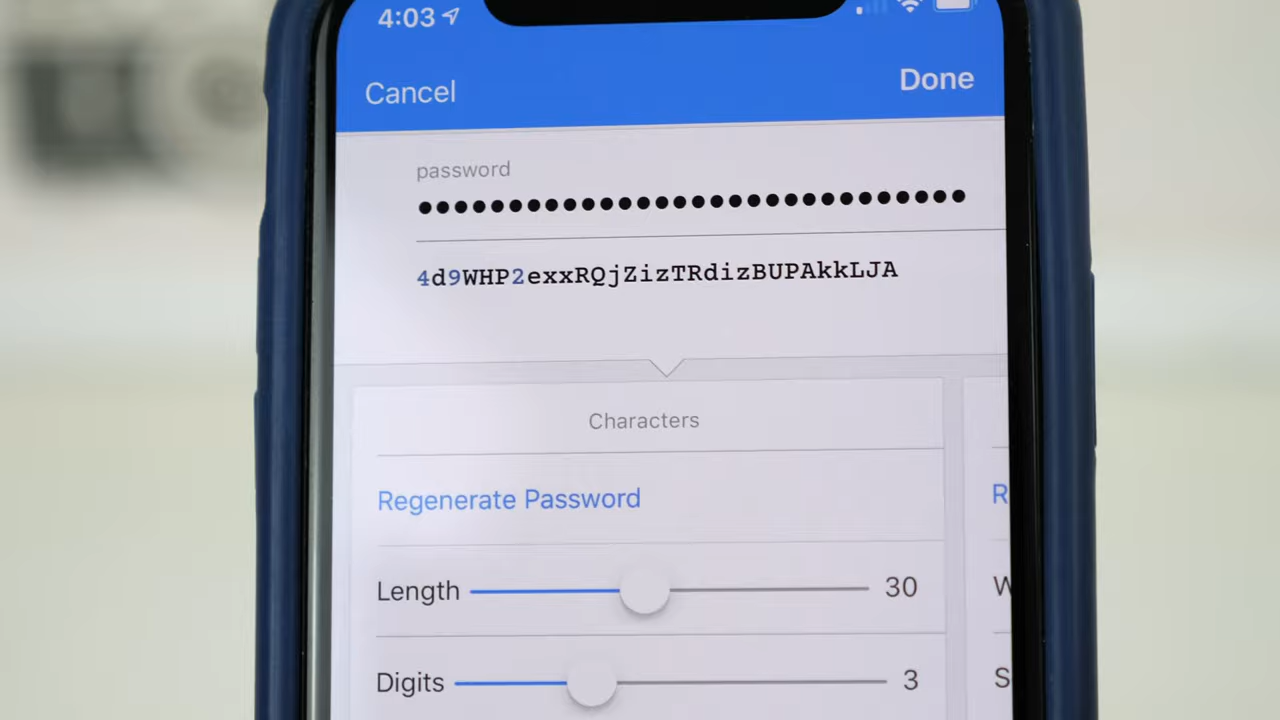 4:03
Cancel
Done
password
••••••••••••••••••••••••••••••
4d9WHP2exxRQjZizTRdizBUPAkkLJA
Characters
Regenerate Password
R
Length
30
W
Digits
3
S